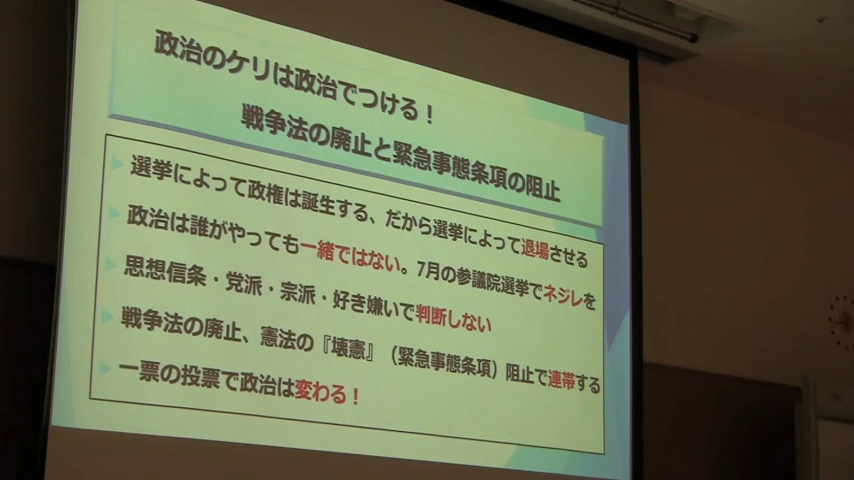 政治のケリは政治でつける！
戦争法の廃止と緊急事態条項の阻止
選挙によって政権は誕生する、だから選挙によって退場させる
政治は誰がやっても一緒ではない。7月の参議院選挙でネジレを
思想信条・党派・宗派・好き嫌いで判断しない
戦争法の廃止、憲法の『壊憲』（緊急事態条項）阻止で連帯する
一票の投票で政治は変わる！